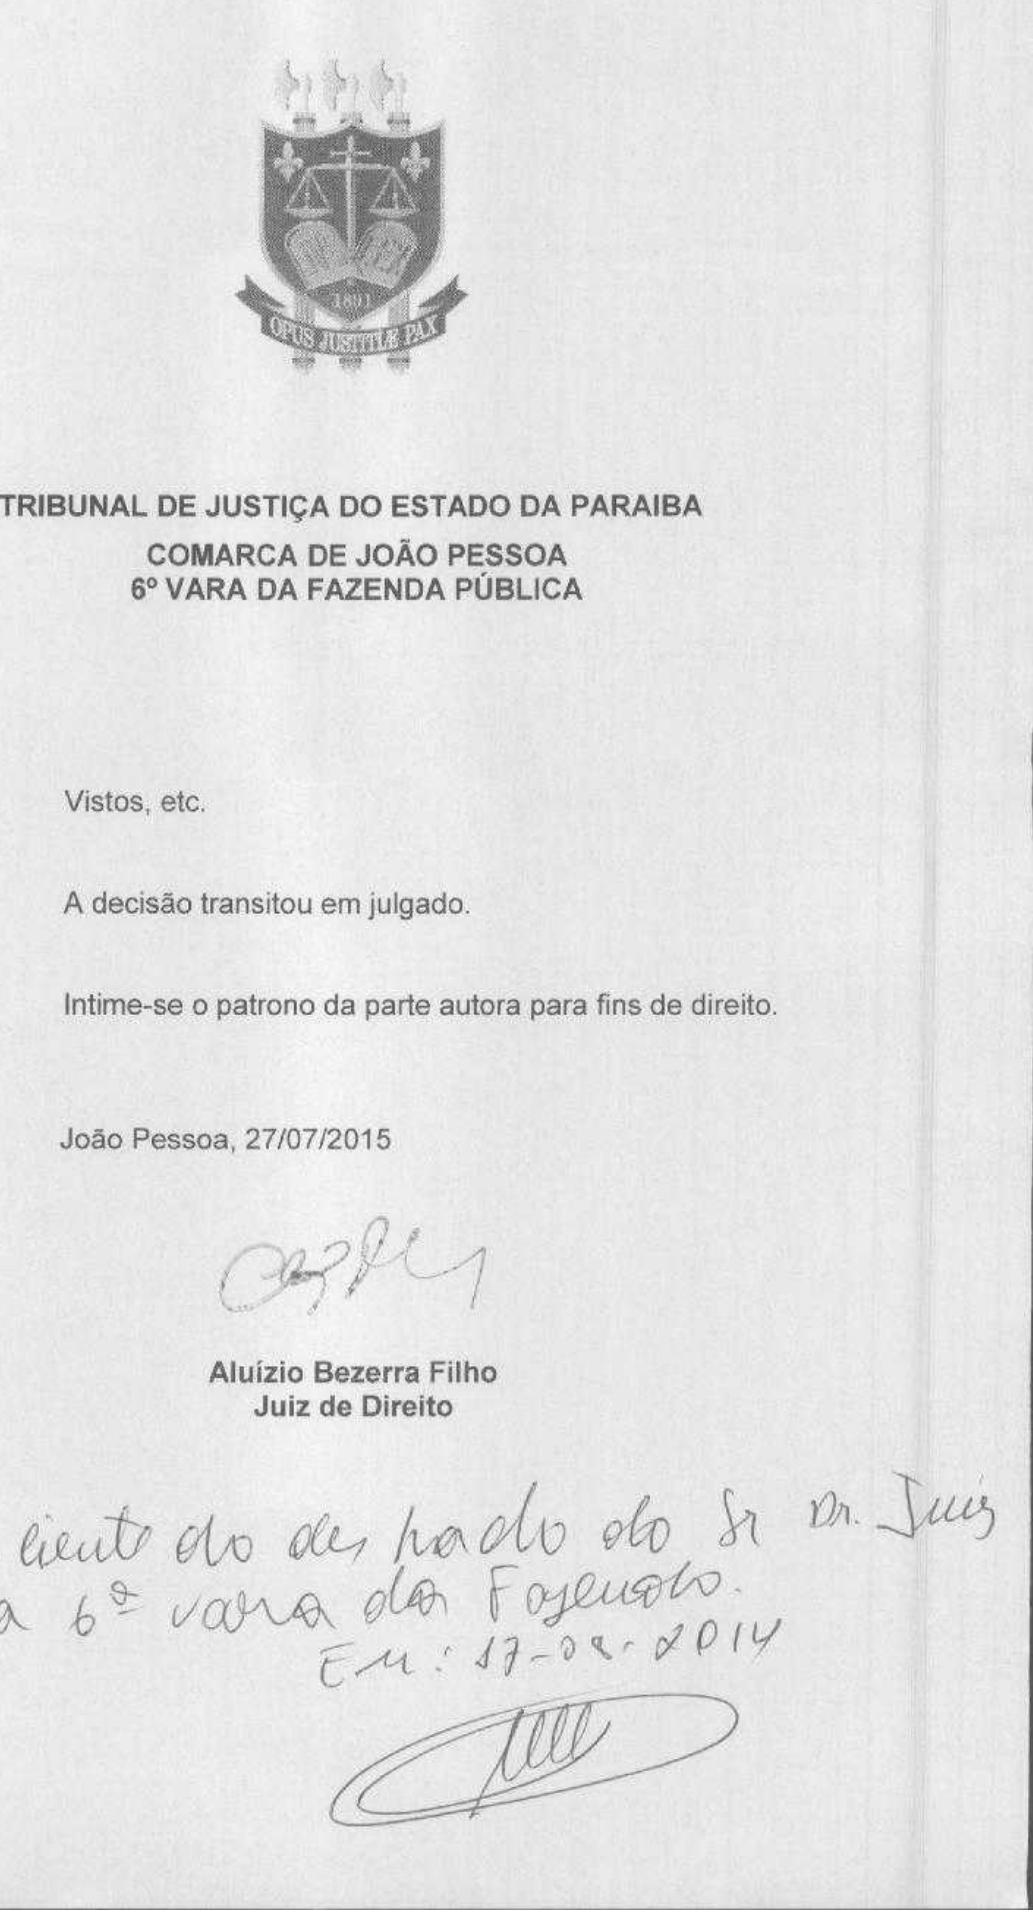 1891
OPUS JUSTITIÆ PAX
TRIBUNAL DE JUSTIÇA DO ESTADO DA PARAIBA
COMARCA DE JOÃO PESSOA
6º VARA DA FAZENDA PÚBLICA
Vistos, etc.
A decisão transitou em julgado.
Intime-se o patrono da parte autora para fins de direito.
João Pessoa, 27/07/2015
Aluízio Bezerra Filho
Juiz de Direito
ciente do despacho do Sr Dr. Juiz
a 6ª vara da Fazenda.
Em: 17-08-2014